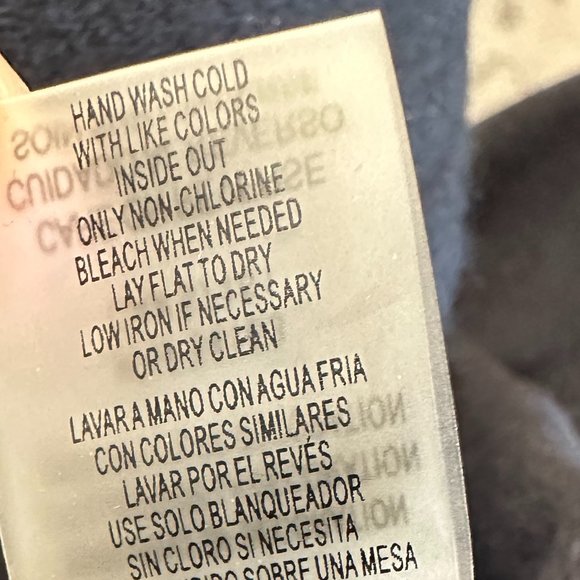 HAND WASH COLD
WITH LIKE COLORS
INSIDE OUT
ONLY NON-CHLORINE
BLEACH WHEN NEEDED
LAY FLAT TO DRY
LOW IRON IF NECESSARY
OR DRY CLEAN
LAVAR A MANO CON AGUA FRIA
CON COLORES SIMILARES
LAVAR POR EL REVÉS
USE SOLO BLANQUEADOR
SIN CLORO SI NECESITA
SOBRE UNA MESA